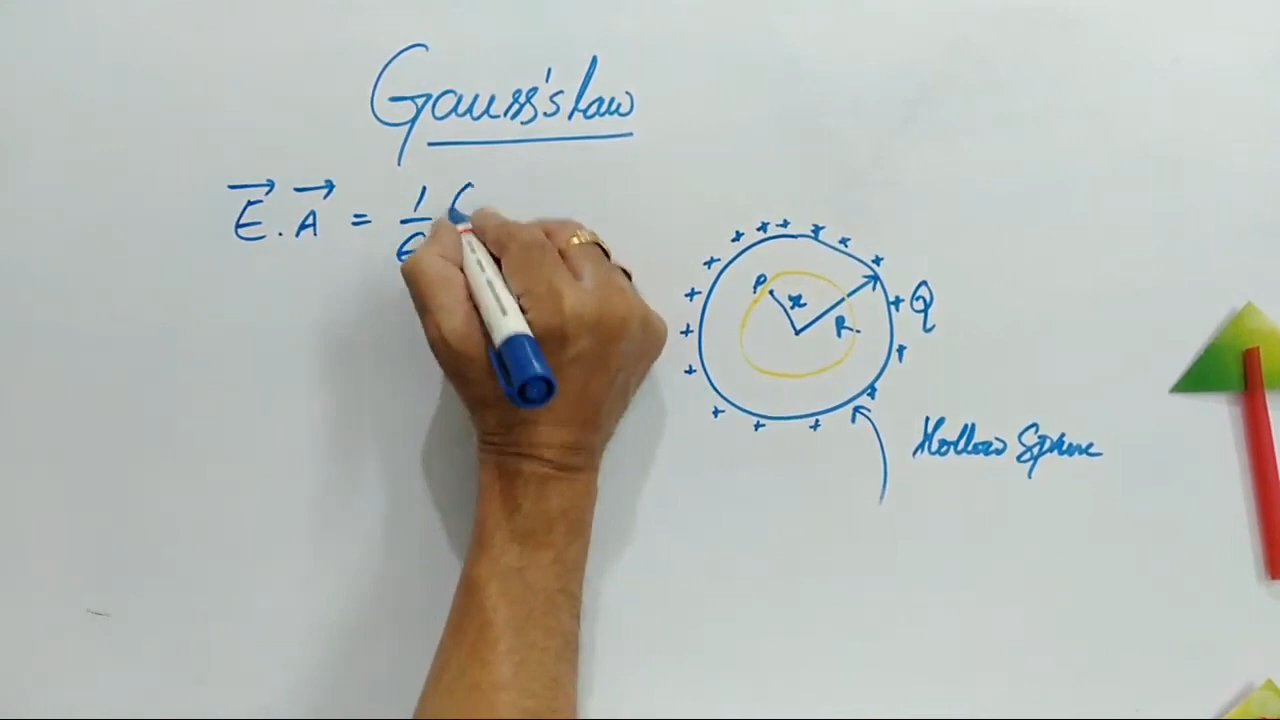 Gauss's Law
E . A = 1/ε (
P
x
R
Q
Hollow Sphere